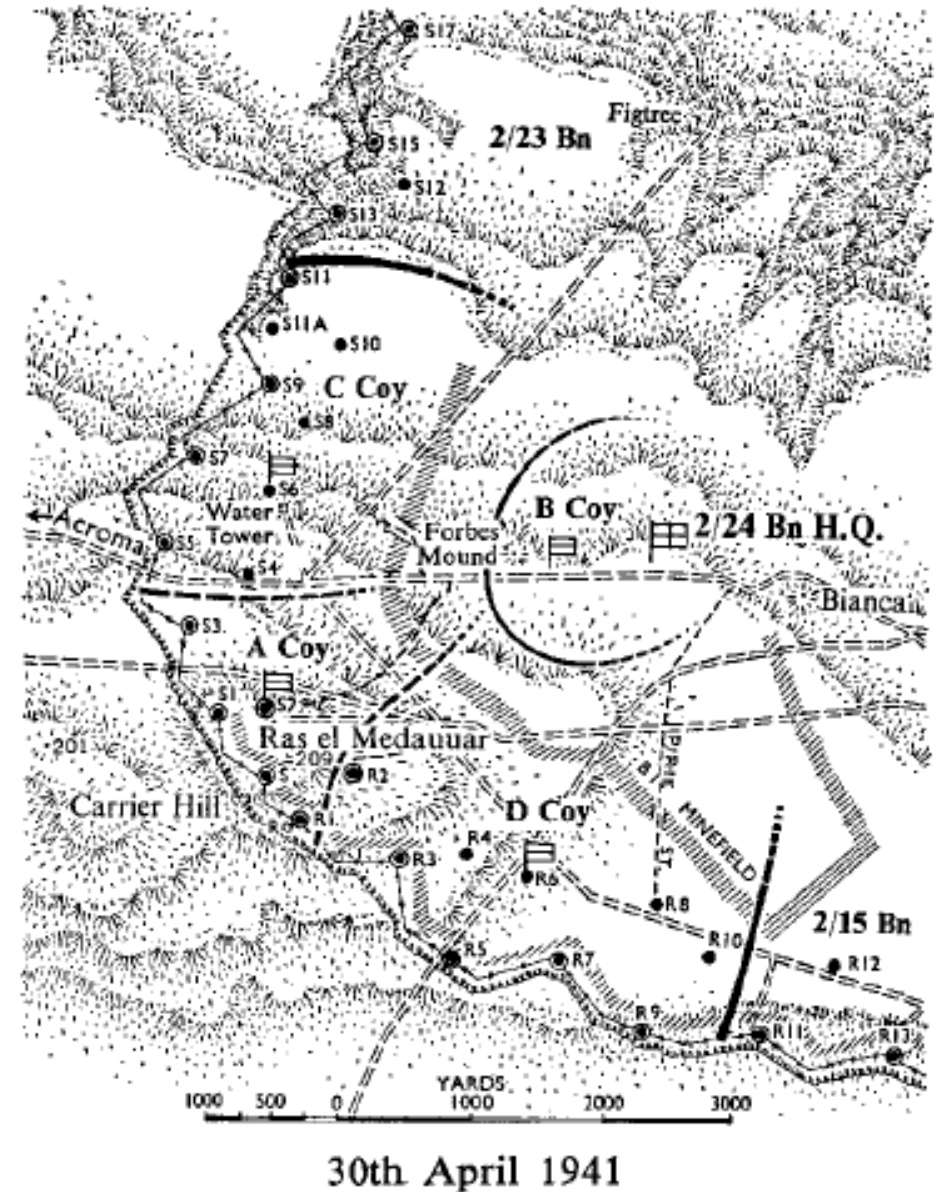 S17
Figtree
2/23 Bn
S15
S12
S13
S11
S11A
S10
S9
C Coy
S8
S7
S6
Water
Tower
B Coy
2/24 Bn H.Q.
Acroma
Forbes
Mound
S5
S4
Bianca
S3
A Coy
S1
S2
Ras el Medauuar
201
209
R2
Carrier Hill
S
R1
D Coy
PIRIE ST.
B1 MINEFIELD
R4
R3
R6
R8
2/15 Bn
R10
R5
R7
R12
R9
R11
R13
YARDS
1000 500 0 1000 2000 3000
30th April 1941